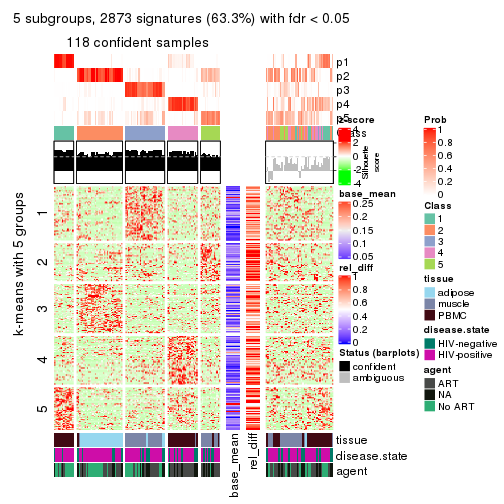 5 subgroups, 2873 signatures (63.3%) with fdr < 0.05
118 confident samples
p1
p2
p3
p4
p5
Class
Silhouette
score
k-means with 5 groups
1
2
3
4
5
base_mean
rel_diff
tissue
disease.state
agent
z-score
4
2
0
-2
-4
base_mean
0.25
0.2
0.15
0.1
0.05
rel_diff
1
0.8
0.6
0.4
0.2
0
Status (barplots)
confident
ambiguous
Prob
1
0.8
0.6
0.4
0.2
0
Class
1
2
3
4
5
tissue
adipose
muscle
PBMC
disease.state
HIV-negative
HIV-positive
agent
ART
NA
No ART